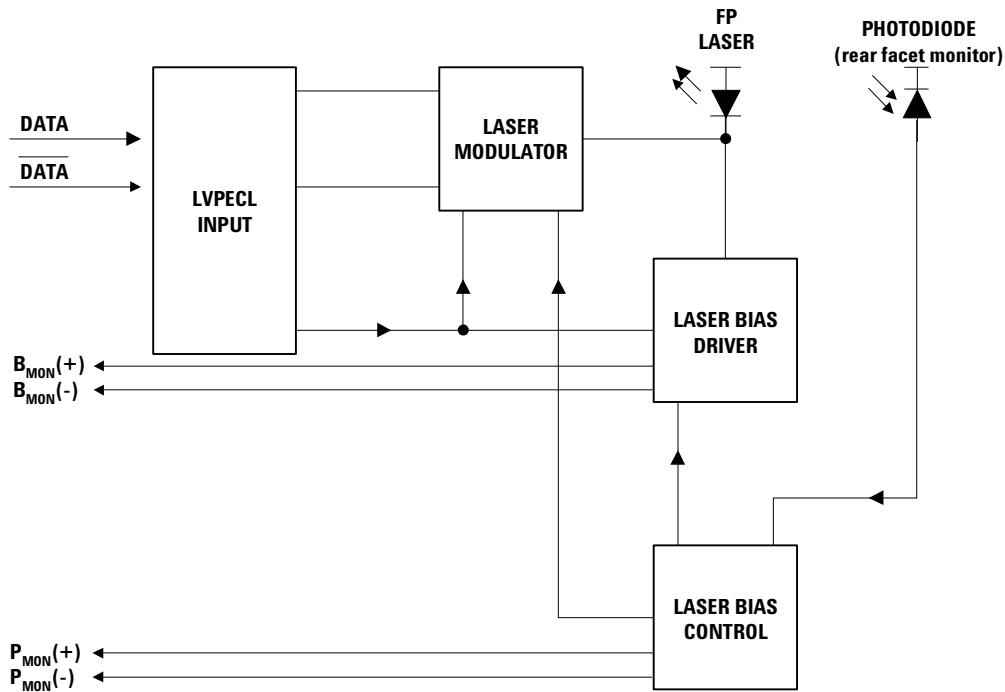 FP
LASER
PHOTODIODE
(rear facet monitor)
DATA
DATA
LVPECL
INPUT
LASER
MODULATOR
LASER BIAS
DRIVER
BMON(+)
BMON(-)
LASER BIAS
CONTROL
PMON(+)
PMON(-)